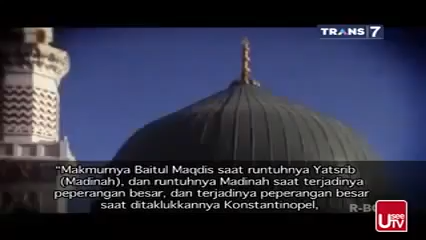 TRANS 7
"Makmurnya Baitul Maqdis saat runtuhnya Yatsrib
(Madinah), dan runtuhnya Madinah saat terjadinya
peperangan besar, dan terjadinya peperangan besar
saat ditaklukkannya Konstantinopel,
U see
TV